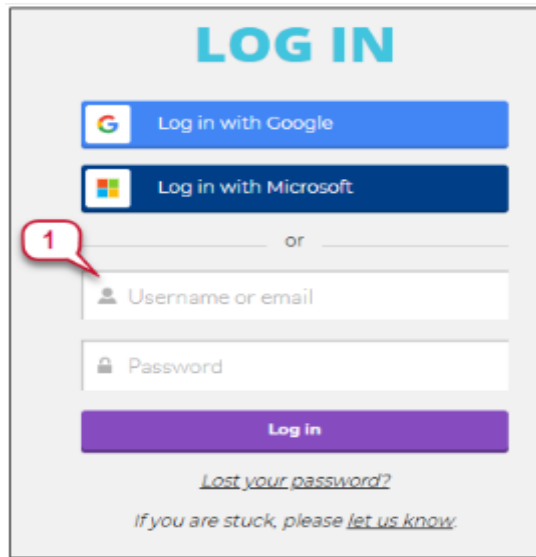 LOG IN
Log in with Google
Log in with Microsoft
or
1
Username or email
Password
Log in
Lost your password?
If you are stuck, please let us know.